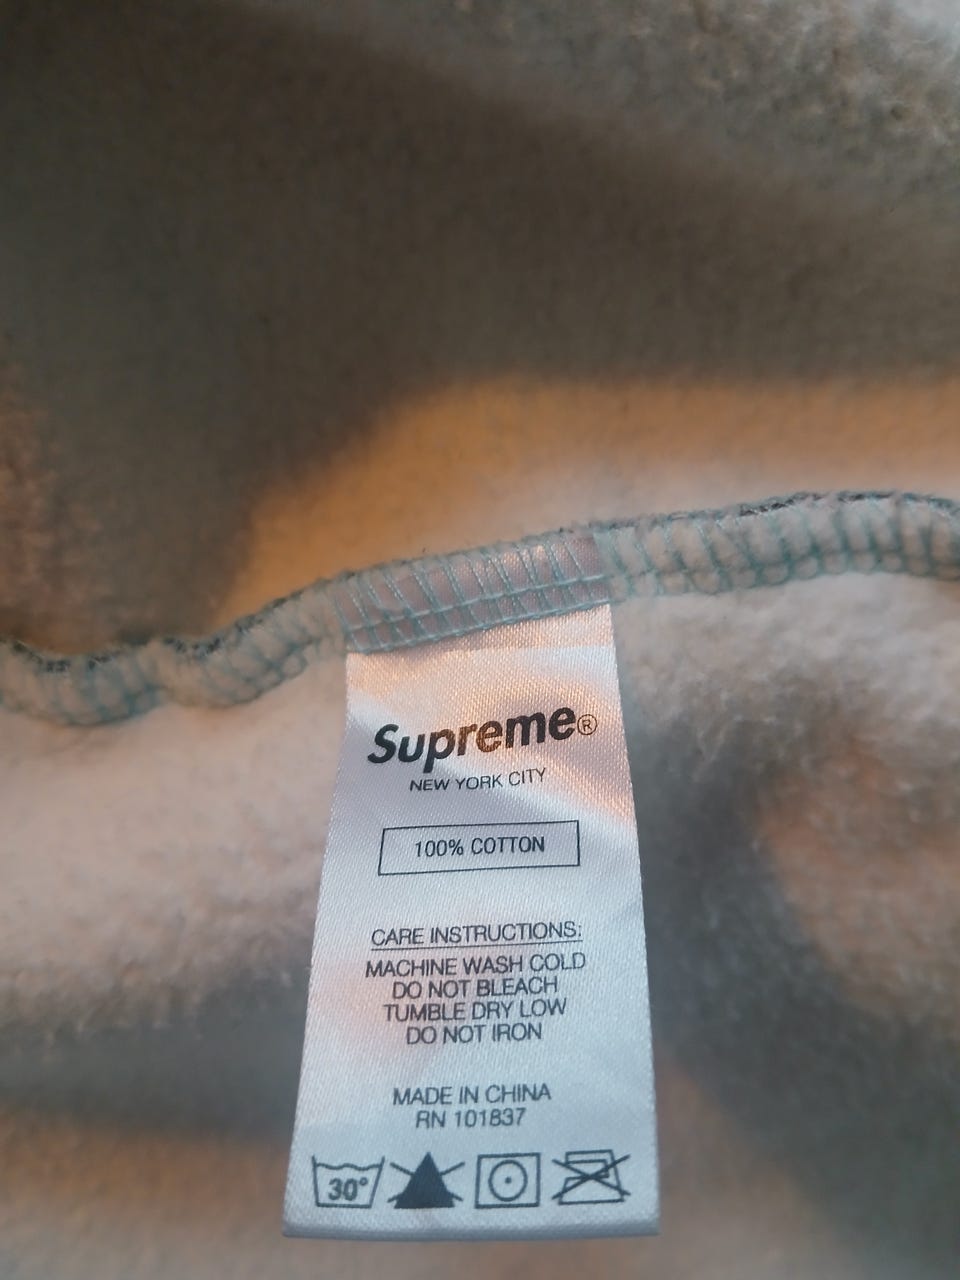 Supreme®
NEW YORK CITY
100% COTTON
CARE INSTRUCTIONS:
MACHINE WASH COLD
DO NOT BLEACH
TUMBLE DRY LOW
DO NOT IRON
MADE IN CHINA
RN 101837
30°